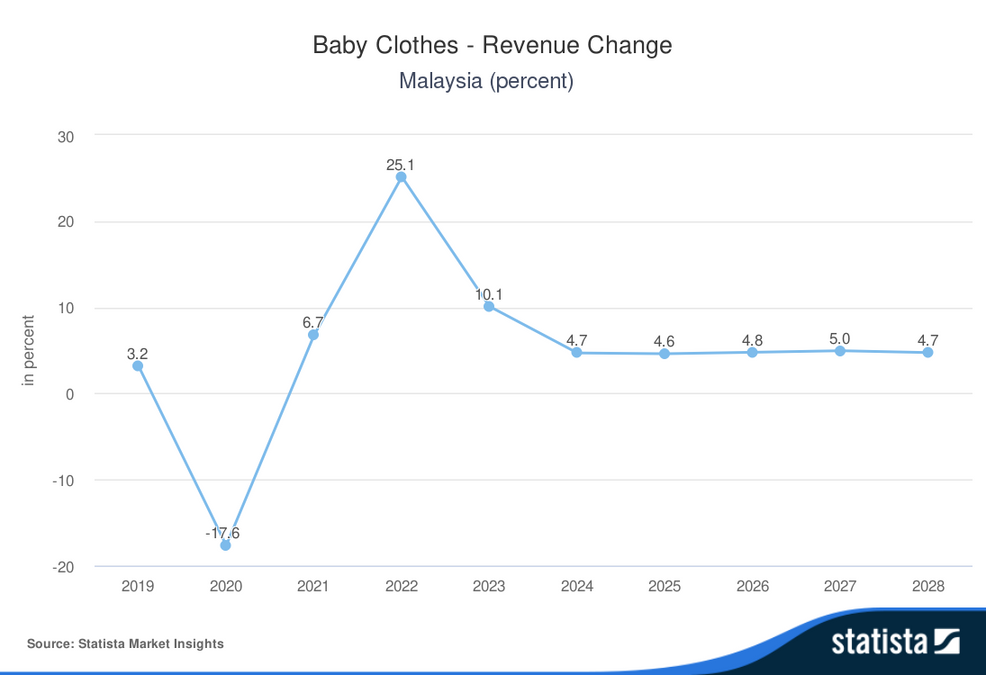 Baby Clothes - Revenue Change
Malaysia (percent)
in percent
30
20
10
0
-10
-20
3.2
-17.6
6.7
25.1
10.1
4.7
4.6
4.8
5.0
4.7
2019 2020 2021 2022 2023 2024 2025 2026 2027 2028
Source: Statista Market Insights
statista